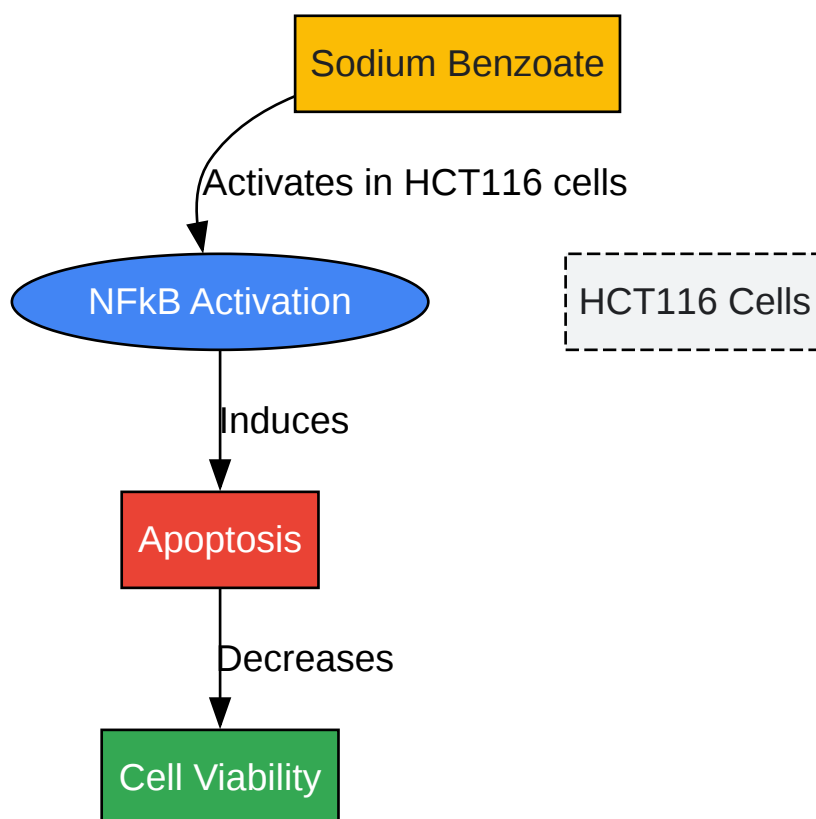 Sodium Benzoate
Activates in HCT116 cells
NFkB Activation
HCT116 Cells
Induces
Apoptosis
Decreases
Cell Viability